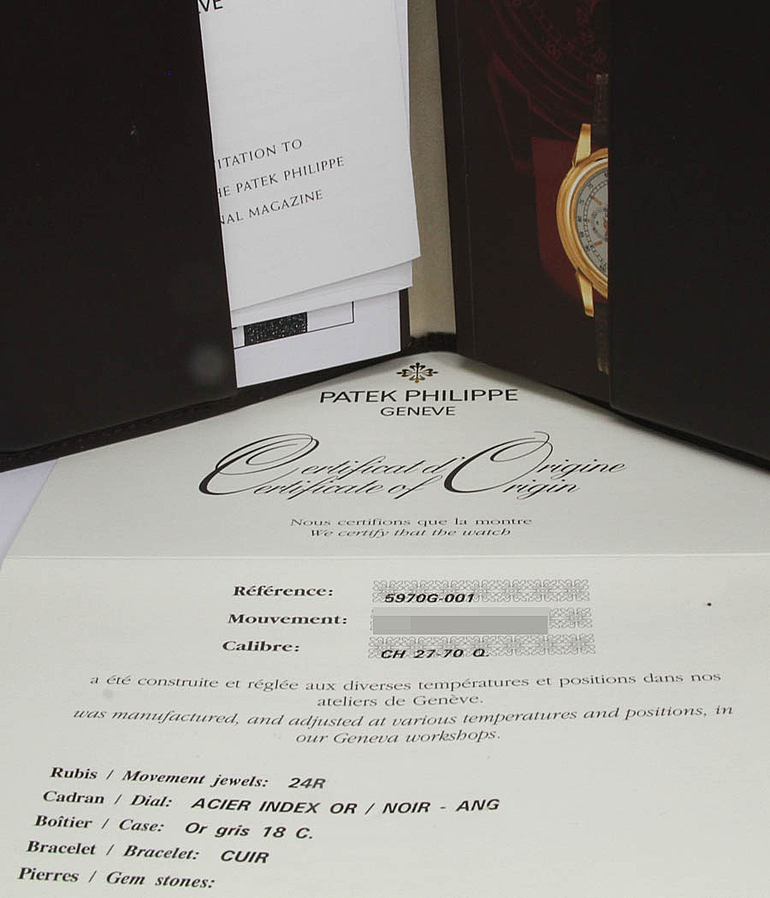 VE
ITATION TO
HE PATEK PHILIPPE
NAL MAGAZINE
PATEK PHILIPPE
GENEVE
Certificat d'Origine
Certificate of Origin
Nous certifions que la montre
We certify that the watch
Référence: 5970G-001
Mouvement:
Calibre: CH 27-70 Q.
a été construite et réglée aux diverses températures et positions dans nos
ateliers de Genève.
was manufactured, and adjusted at various temperatures and positions, in
our Geneva workshops.
Rubis / Movement jewels: 24R
Cadran / Dial: ACIER INDEX OR / NOIR - ANG
Boîtier / Case: Or gris 18 C.
Bracelet / Bracelet: CUIR
Pierres / Gem stones: